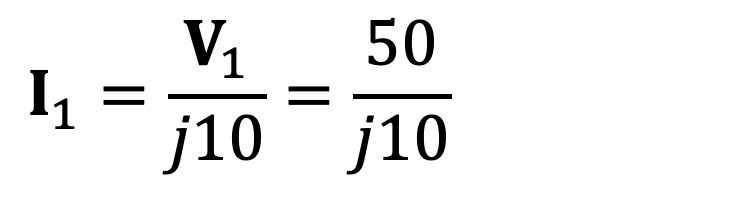 𝐈₁ = 𝐕₁/j10 = 50/j10